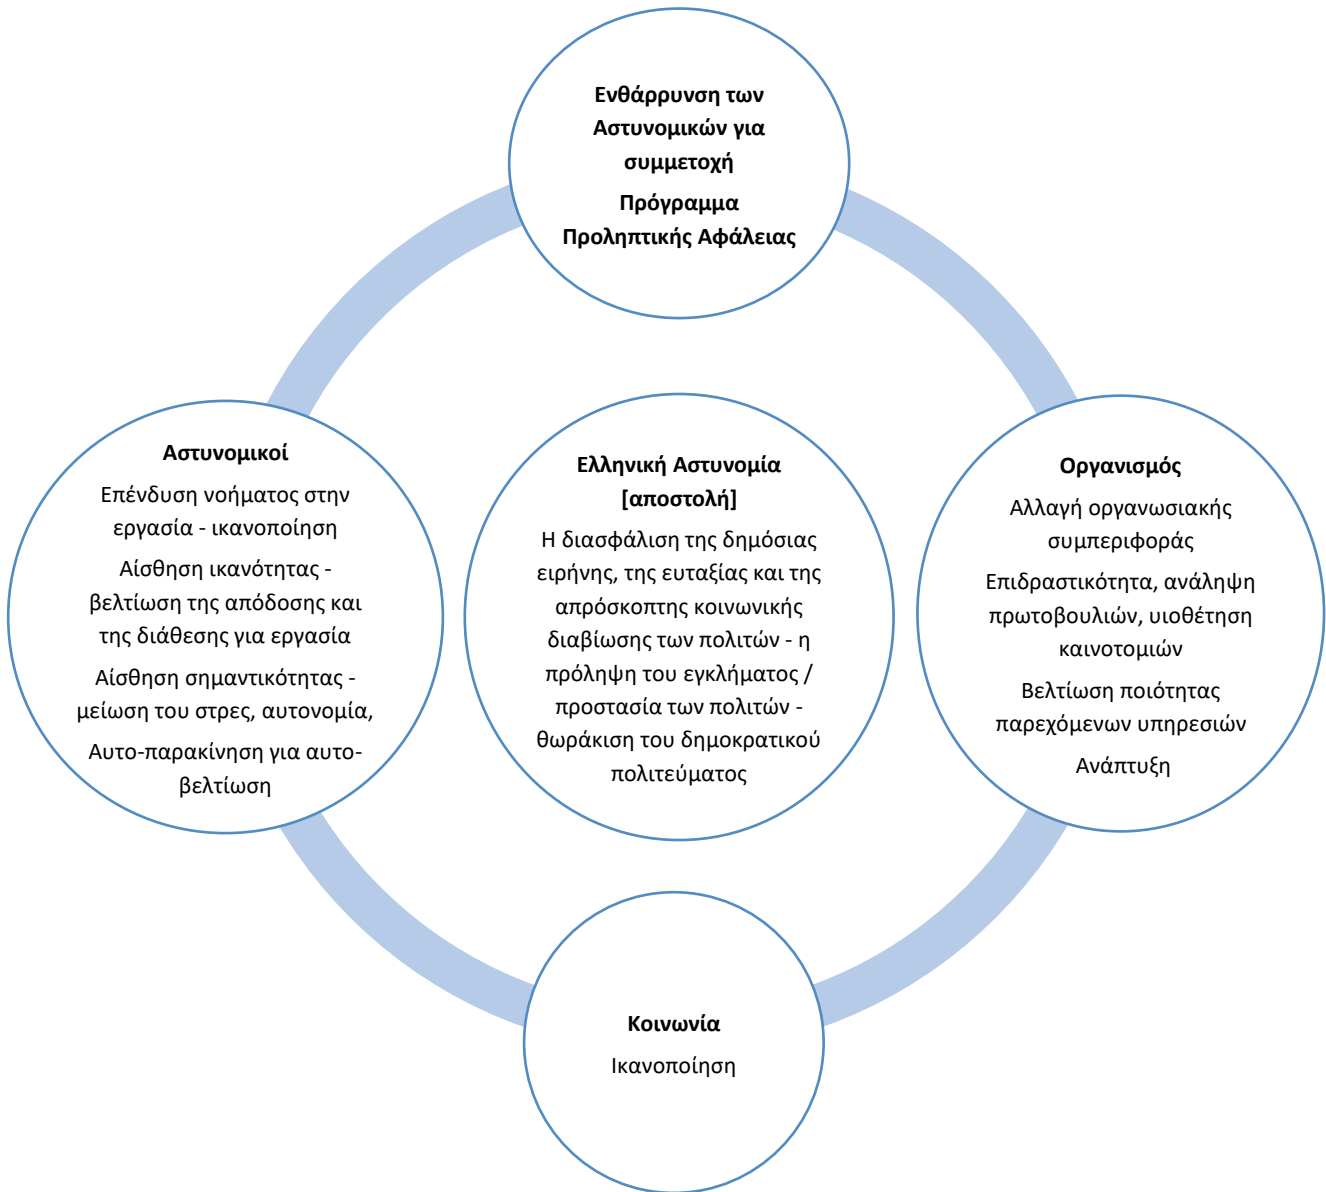 Ενθάρρυνση των
Αστυνομικών για
συμμετοχή
Πρόγραμμα
Προληπτικής Αφάλειας
Αστυνομικοί
Επένδυση νοήματος στην
εργασία - ικανοποίηση
Αίσθηση ικανότητας -
βελτίωση της απόδοσης και
της διάθεσης για εργασία
Αίσθηση σημαντικότητας -
μείωση του στρες, αυτονομία,
Αυτο-παρακίνηση για αυτο-
βελτίωση
Ελληνική Αστυνομία
[αποστολή]
Η διασφάλιση της δημόσιας
ειρήνης, της ευταξίας και της
απρόσκοπτης κοινωνικής
διαβίωσης των πολιτών - η
πρόληψη του εγκλήματος /
προστασία των πολιτών -
θωράκιση του δημοκρατικού
πολιτεύματος
Οργανισμός
Αλλαγή οργανωσιακής
συμπεριφοράς
Επιδραστικότητα, ανάληψη
πρωτοβουλιών, υιοθέτηση
καινοτομιών
Βελτίωση ποιότητας
παρεχόμενων υπηρεσιών
Ανάπτυξη
Κοινωνία
Ικανοποίηση